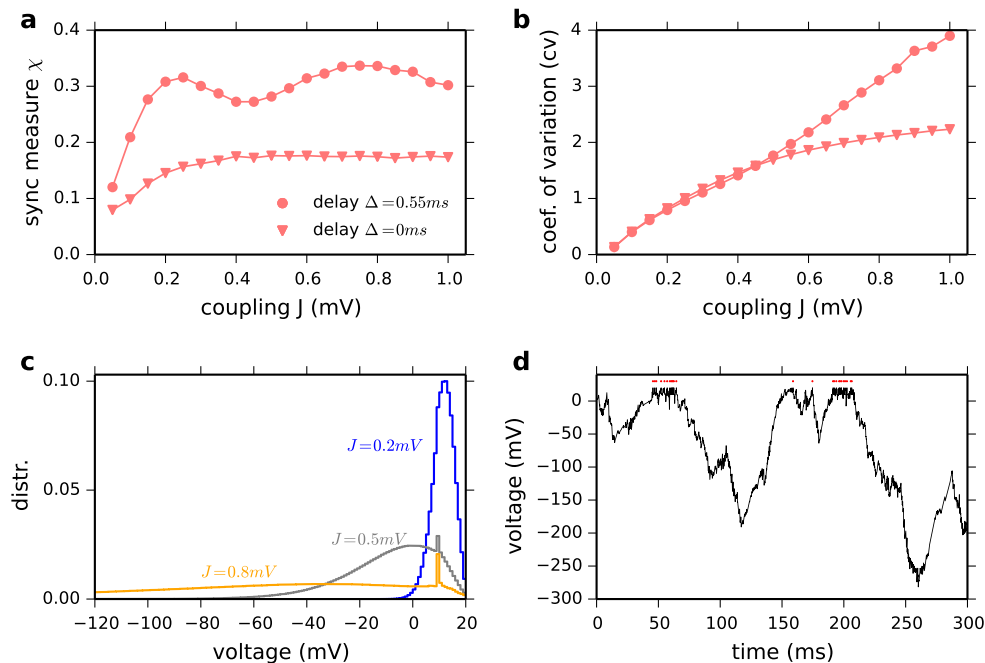 a
sync measure χ
0.4
0.3
0.2
0.1
0.0
delay Δ=0.55ms
delay Δ=0ms
0.0 0.2 0.4 0.6 0.8 1.0
coupling J (mV)
b
coef. of variation (cv)
4
3
2
1
0
0.0 0.2 0.4 0.6 0.8 1.0
coupling J (mV)
c
distr.
0.10
0.05
0.00
J=0.2mV
J=0.5mV
J=0.8mV
−120 −100 −80 −60 −40 −20 0 20
voltage (mV)
d
voltage (mV)
0
−50
−100
−150
−200
−250
−300
0 50 100 150 200 250 300
time (ms)